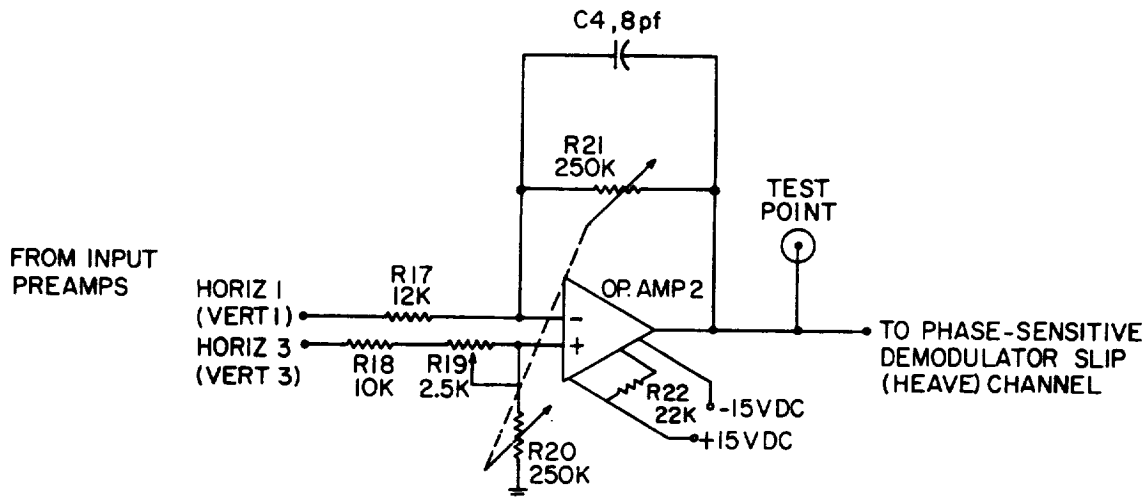 C4, 8pf
R21
250K
TEST
POINT
FROM INPUT
PREAMPS
HORIZ 1
(VERT 1)
R17
12K
OP. AMP 2
-
+
HORIZ 3
(VERT 3)
R18
10K
R19
2.5K
R22
22K
-15VDC
+15VDC
TO PHASE-SENSITIVE
DEMODULATOR SLIP
(HEAVE) CHANNEL
R20
250K